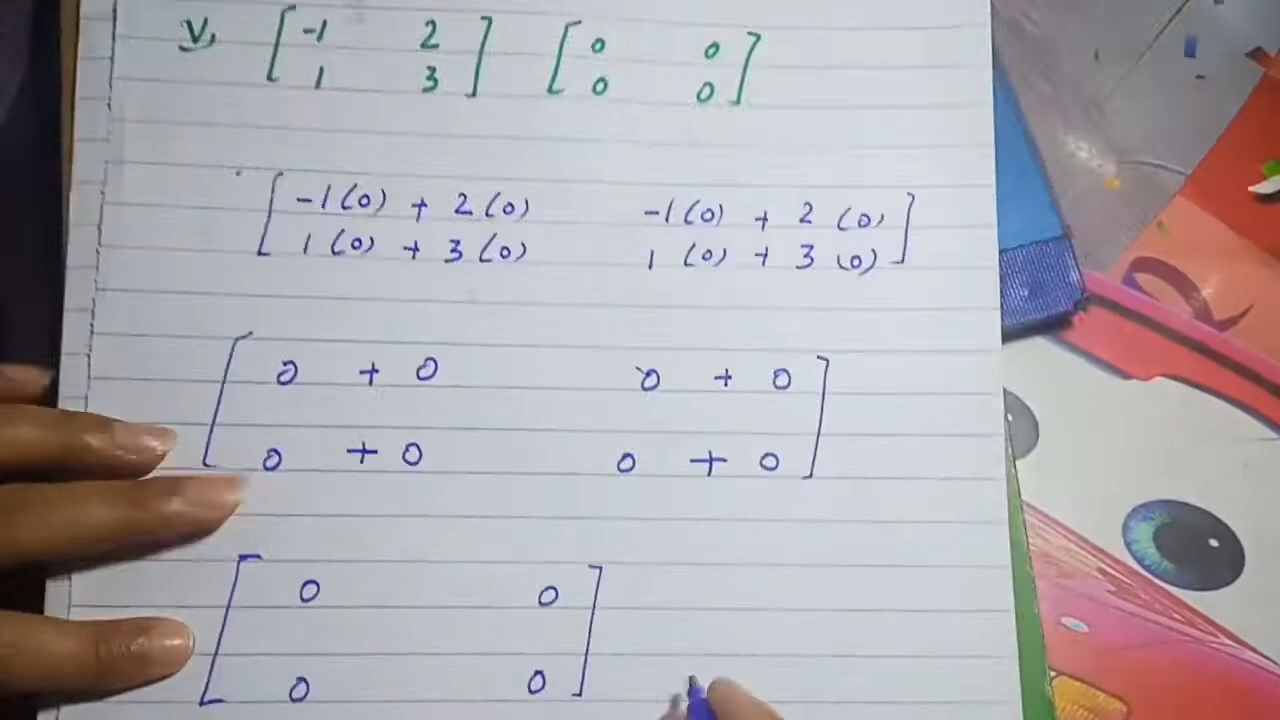 V, [ -1 2 ] [ 0 0 ]
[ 1 3 ] [ 0 0 ]
[ -1(0) + 2(0) -1(0) + 2(0) ]
[ 1(0) + 3(0) 1(0) + 3(0) ]
[ 0 + 0 0 + 0 ]
[ 0 + 0 0 + 0 ]
[ 0 0 ]
[ 0 0 ]